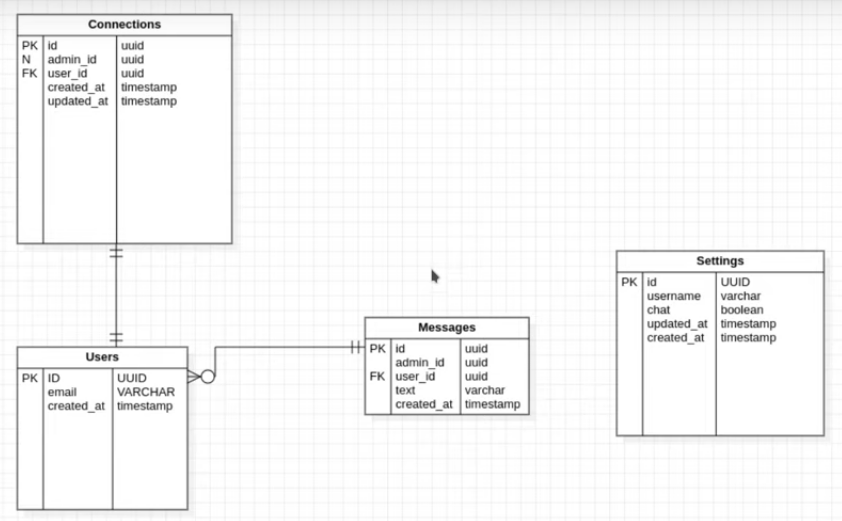 Connections
PK id uuid
N admin_id uuid
FK user_id uuid
created_at timestamp
updated_at timestamp
Users
PK ID UUID
email VARCHAR
created_at timestamp
Messages
PK id uuid
admin_id uuid
FK user_id uuid
text varchar
created_at timestamp
Settings
PK id UUID
username varchar
chat boolean
updated_at timestamp
created_at timestamp